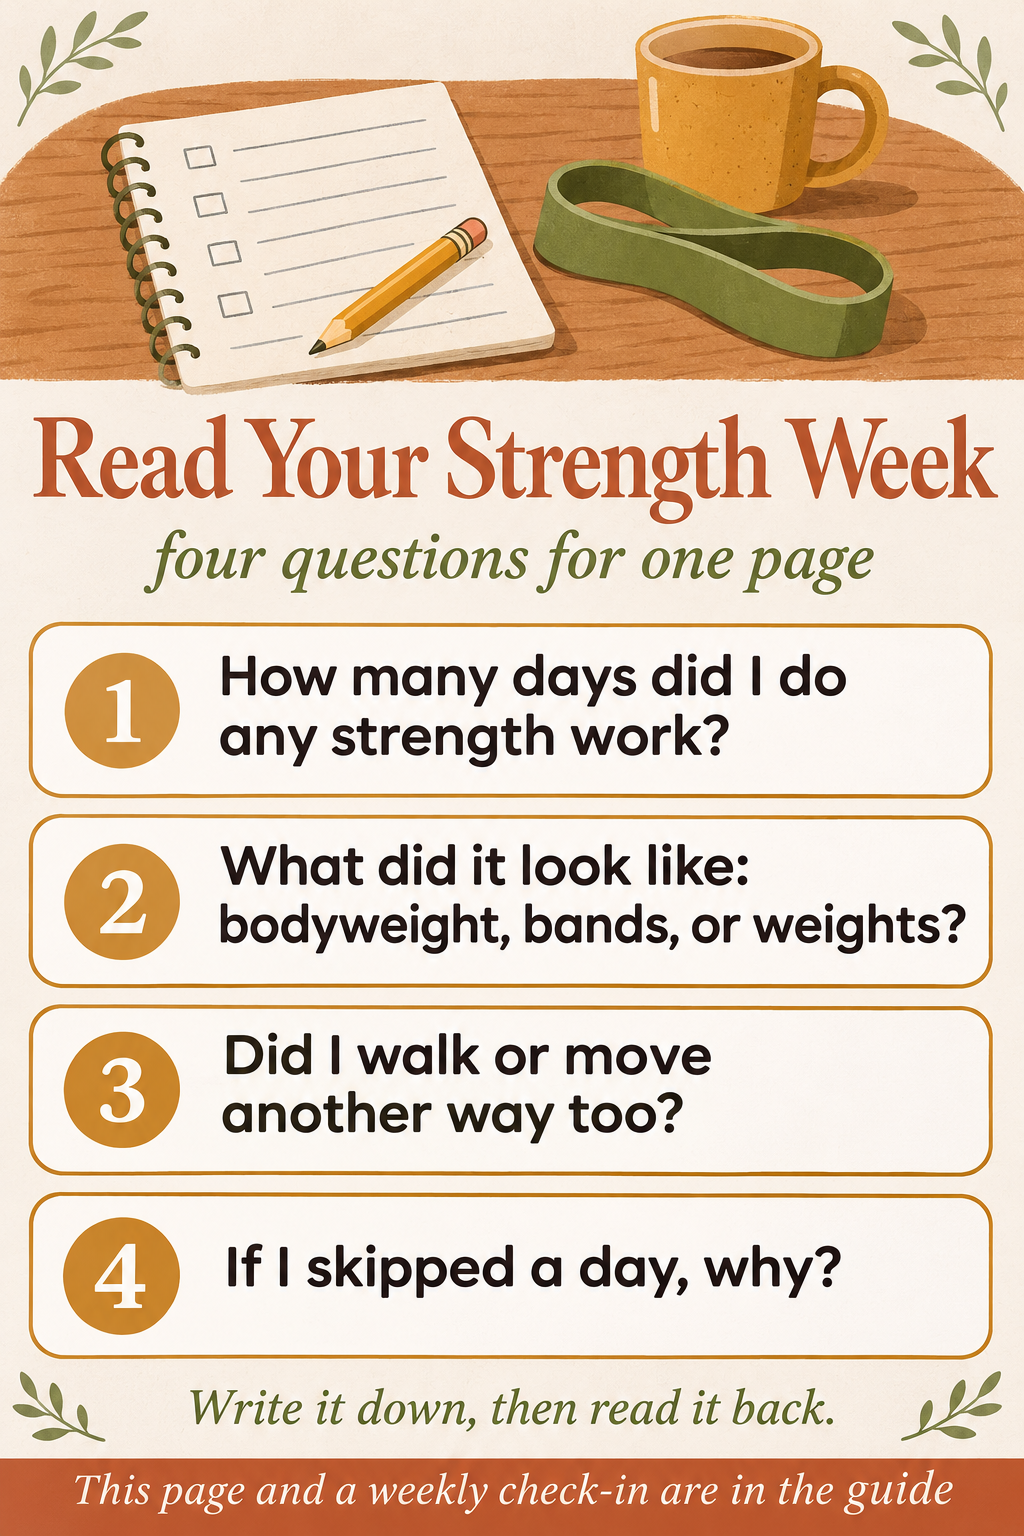 Read Your Strength Week
four questions for one page
1
How many days did I do
any strength work?
2
What did it look like:
bodyweight, bands, or weights?
3
Did I walk or move
another way too?
4
If I skipped a day, why?
Write it down, then read it back.
This page and a weekly check-in are in the guide